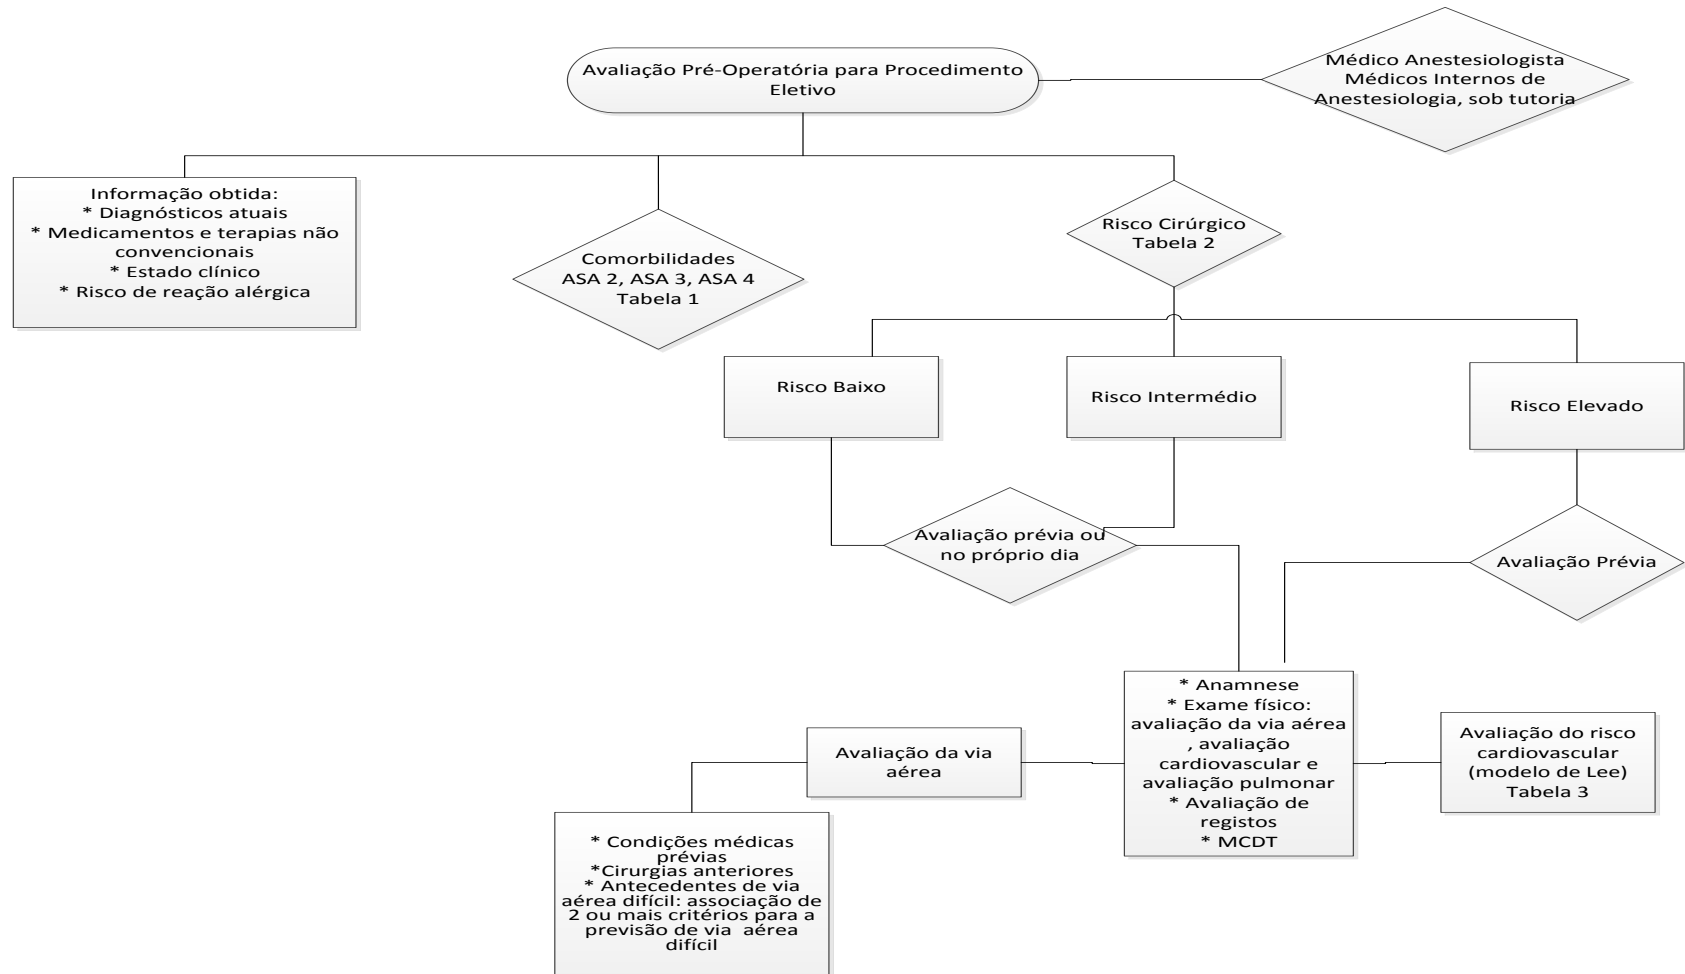 Avaliação Pré-Operatória para Procedimento
Eletivo
Médico Anestesiologista
Médicos Internos de
Anestesiologia, sob tutoria
Informação obtida:
* Diagnósticos atuais
* Medicamentos e terapias não
convencionais
* Estado clínico
* Risco de reação alérgica
Comorbilidades
ASA 2, ASA 3, ASA 4
Tabela 1
Risco Cirúrgico
Tabela 2
Risco Baixo
Risco Intermédio
Risco Elevado
Avaliação prévia ou
no próprio dia
Avaliação Prévia
* Anamnese
* Exame físico:
avaliação da via aérea
, avaliação
cardiovascular e
avaliação pulmonar
* Avaliação de
registos
* MCDT
Avaliação da via
aérea
Avaliação do risco
cardiovascular
(modelo de Lee)
Tabela 3
* Condições médicas
prévias
*Cirurgias anteriores
* Antecedentes de via
aérea difícil: associação de
2 ou mais critérios para a
previsão de via  aérea
difícil